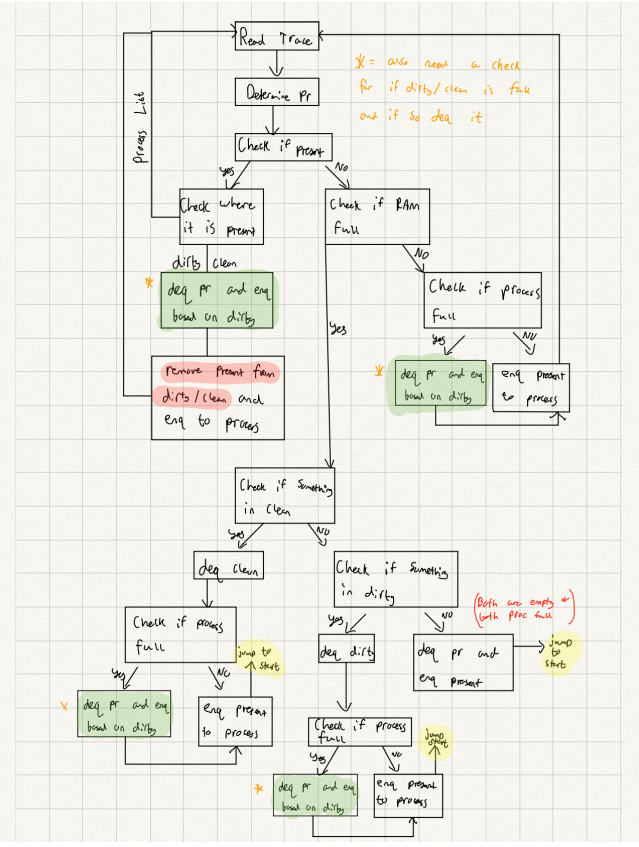 Read Trace
* = also need a check
for if dirty/clean is full
and if so deq it
Determine Pr
Process List
Check if present
yes
NO
Check where
it is present
Check if RAM
full
dirty
clean
NO
*
deq pr and enq
based on dirty
Check if process
full
yes
yes
NO
remove present from
dirty/clean and
enq to process
*
deq pr and enq
based on dirty
enq present
to process
Check if Something
in Clean
yes
NO
deq clean
Check if Something
in dirty
(Both are empty
both proc full)
Check if process
full
jump to
start
yes
NO
deq dirty
deq pr and
enq present
jump
to
start
yes
NO
*
deq pr and enq
based on dirty
enq present
to process
Check if process
full
jump
start
yes
NO
*
deq pr and enq
based on dirty
enq present
to process